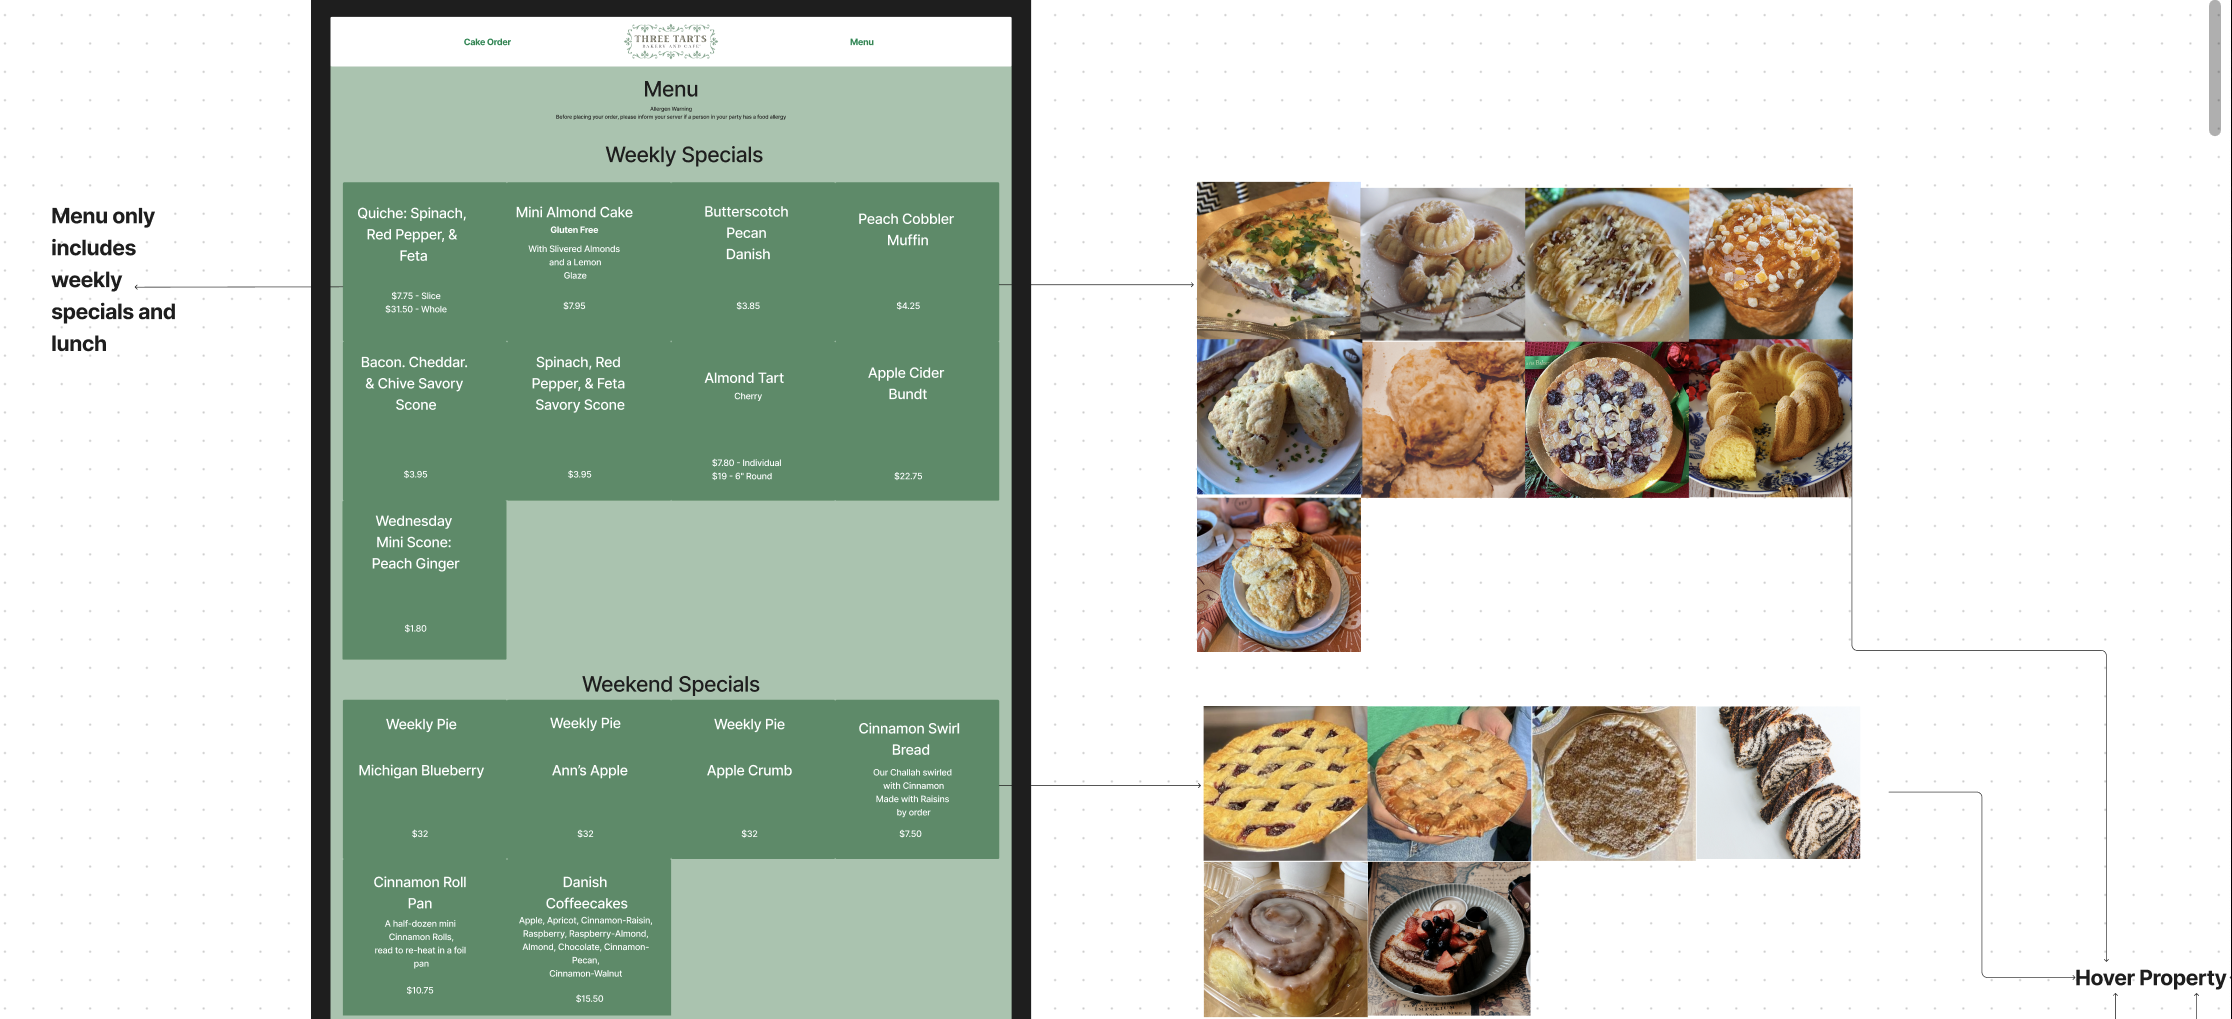 Cake Order
THREE TARTS
BAKERY AND CAFE
Menu
Menu
Allergen Warning
Before placing your order, please inform your server if a person in your party has a food allergy
Weekly Specials
Menu only
includes
weekly
specials and
lunch
Quiche: Spinach,
Red Pepper, &
Feta
$7.75 - Slice
$31.50 - Whole
Mini Almond Cake
Gluten Free
With Slivered Almonds
and a Lemon
Glaze
$7.95
Butterscotch
Pecan
Danish
$3.85
Peach Cobbler
Muffin
$4.25
Bacon. Cheddar.
& Chive Savory
Scone
$3.95
Spinach, Red
Pepper, & Feta
Savory Scone
$3.95
Almond Tart
Cherry
$7.80 - Individual
$19 - 6" Round
Apple Cider
Bundt
$22.75
Wednesday
Mini Scone:
Peach Ginger
$1.80
Weekend Specials
Weekly Pie
Michigan Blueberry
$32
Weekly Pie
Ann's Apple
$32
Weekly Pie
Apple Crumb
$32
Cinnamon Swirl
Bread
Our Challah swirled
with Cinnamon
Made with Raisins
by order
$7.50
Cinnamon Roll
Pan
A half-dozen mini
Cinnamon Rolls,
read to re-heat in a foil
pan
$10.75
Danish
Coffeecakes
Apple, Apricot, Cinnamon-Raisin,
Raspberry, Raspberry-Almond,
Almond, Chocolate, Cinnamon-
Pecan,
Cinnamon-Walnut
$15.50
Hover Property